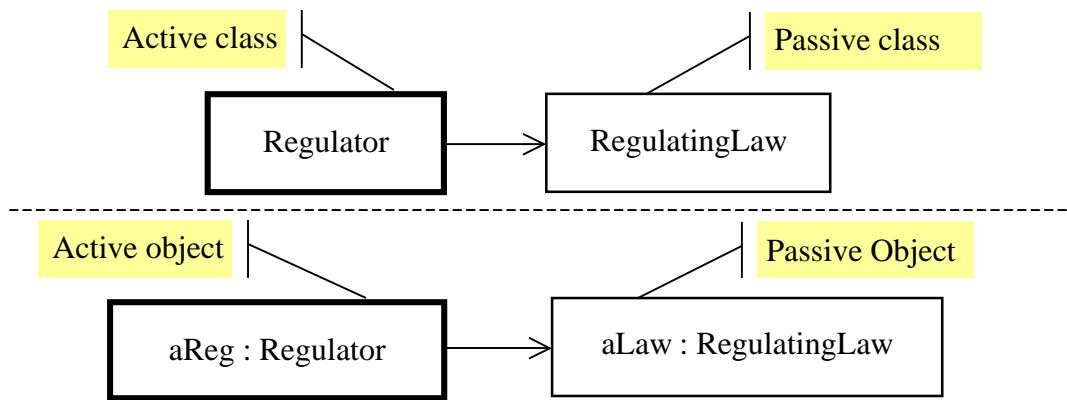 Active class
Passive class
Regulator
RegulatingLaw
Active object
Passive Object
aReg : Regulator
aLaw : RegulatingLaw